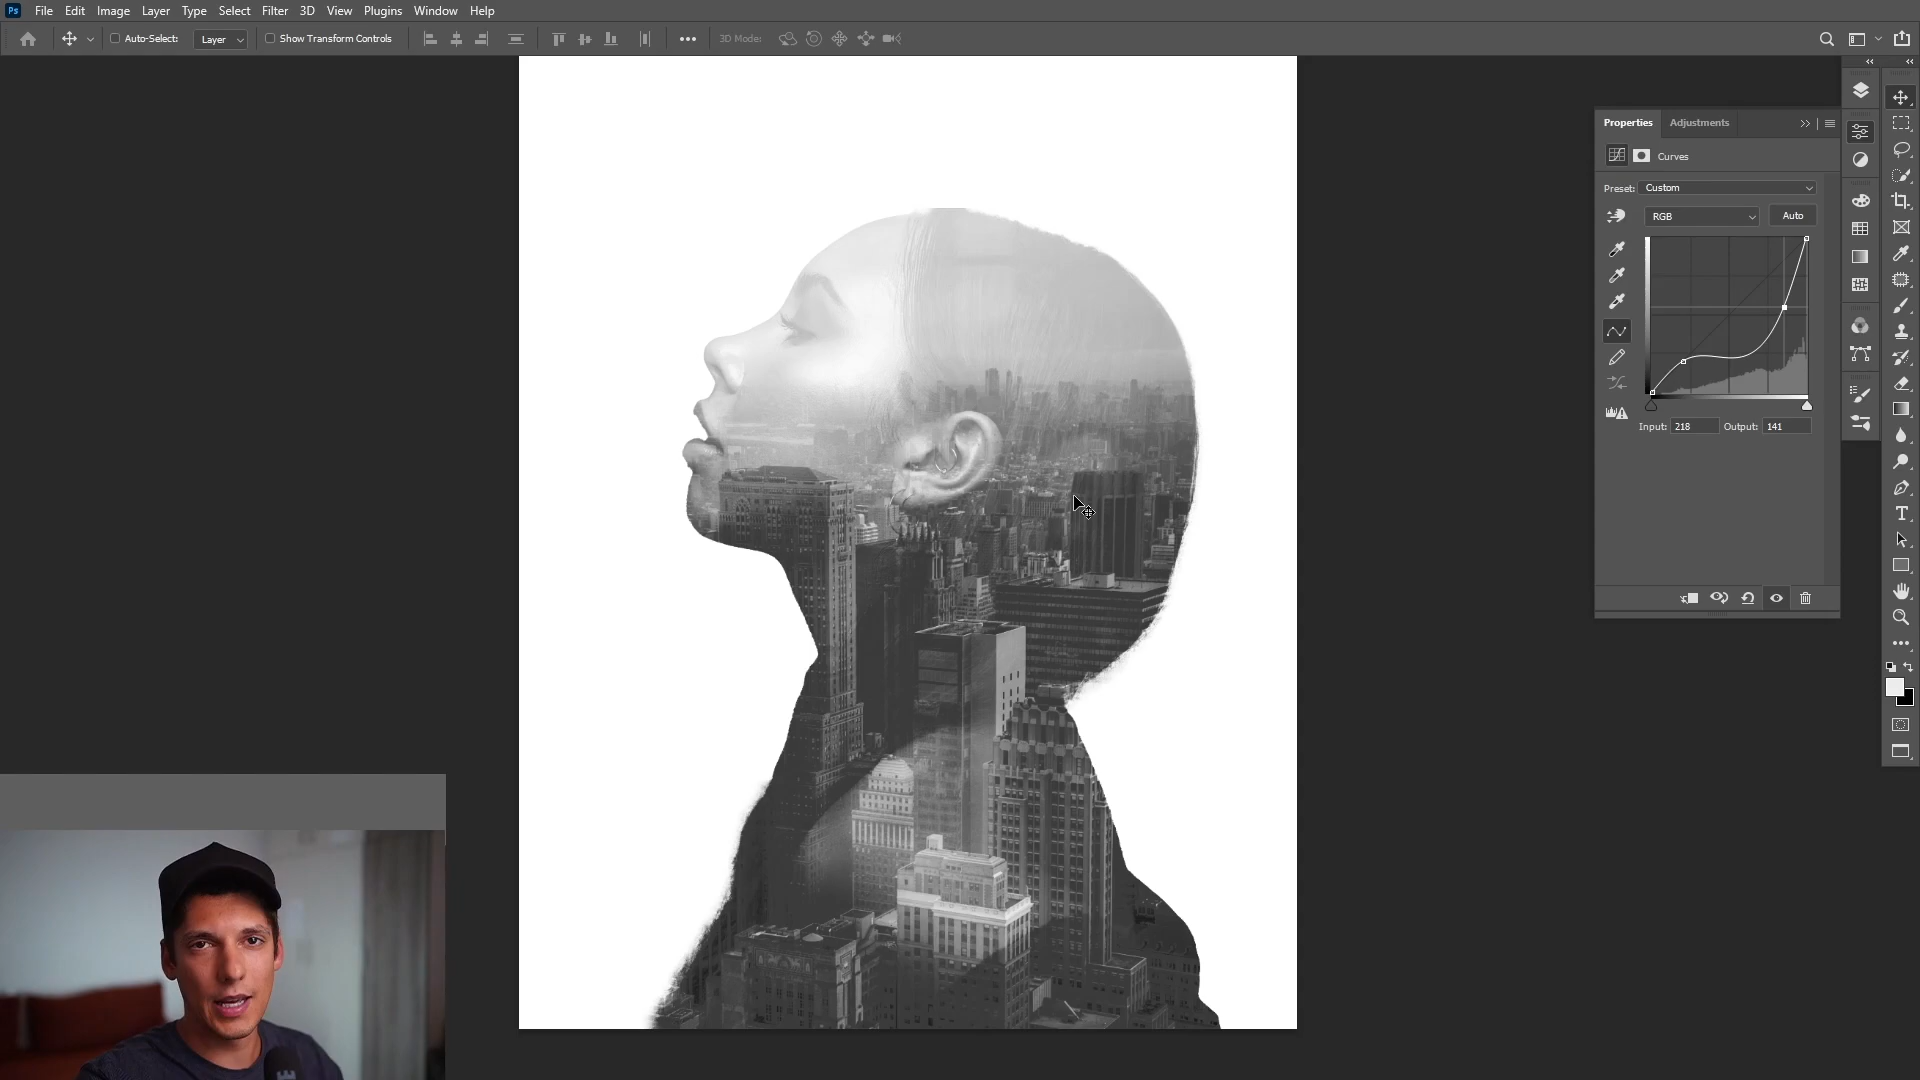 Ps File Edit Image Layer Type Select Filter 3D View Plugins Window Help
Auto-Select: Layer Show Transform Controls 3D Mode:
Properties Adjustments
Curves
Preset: Custom
RGB Auto
Input: 218 Output: 141